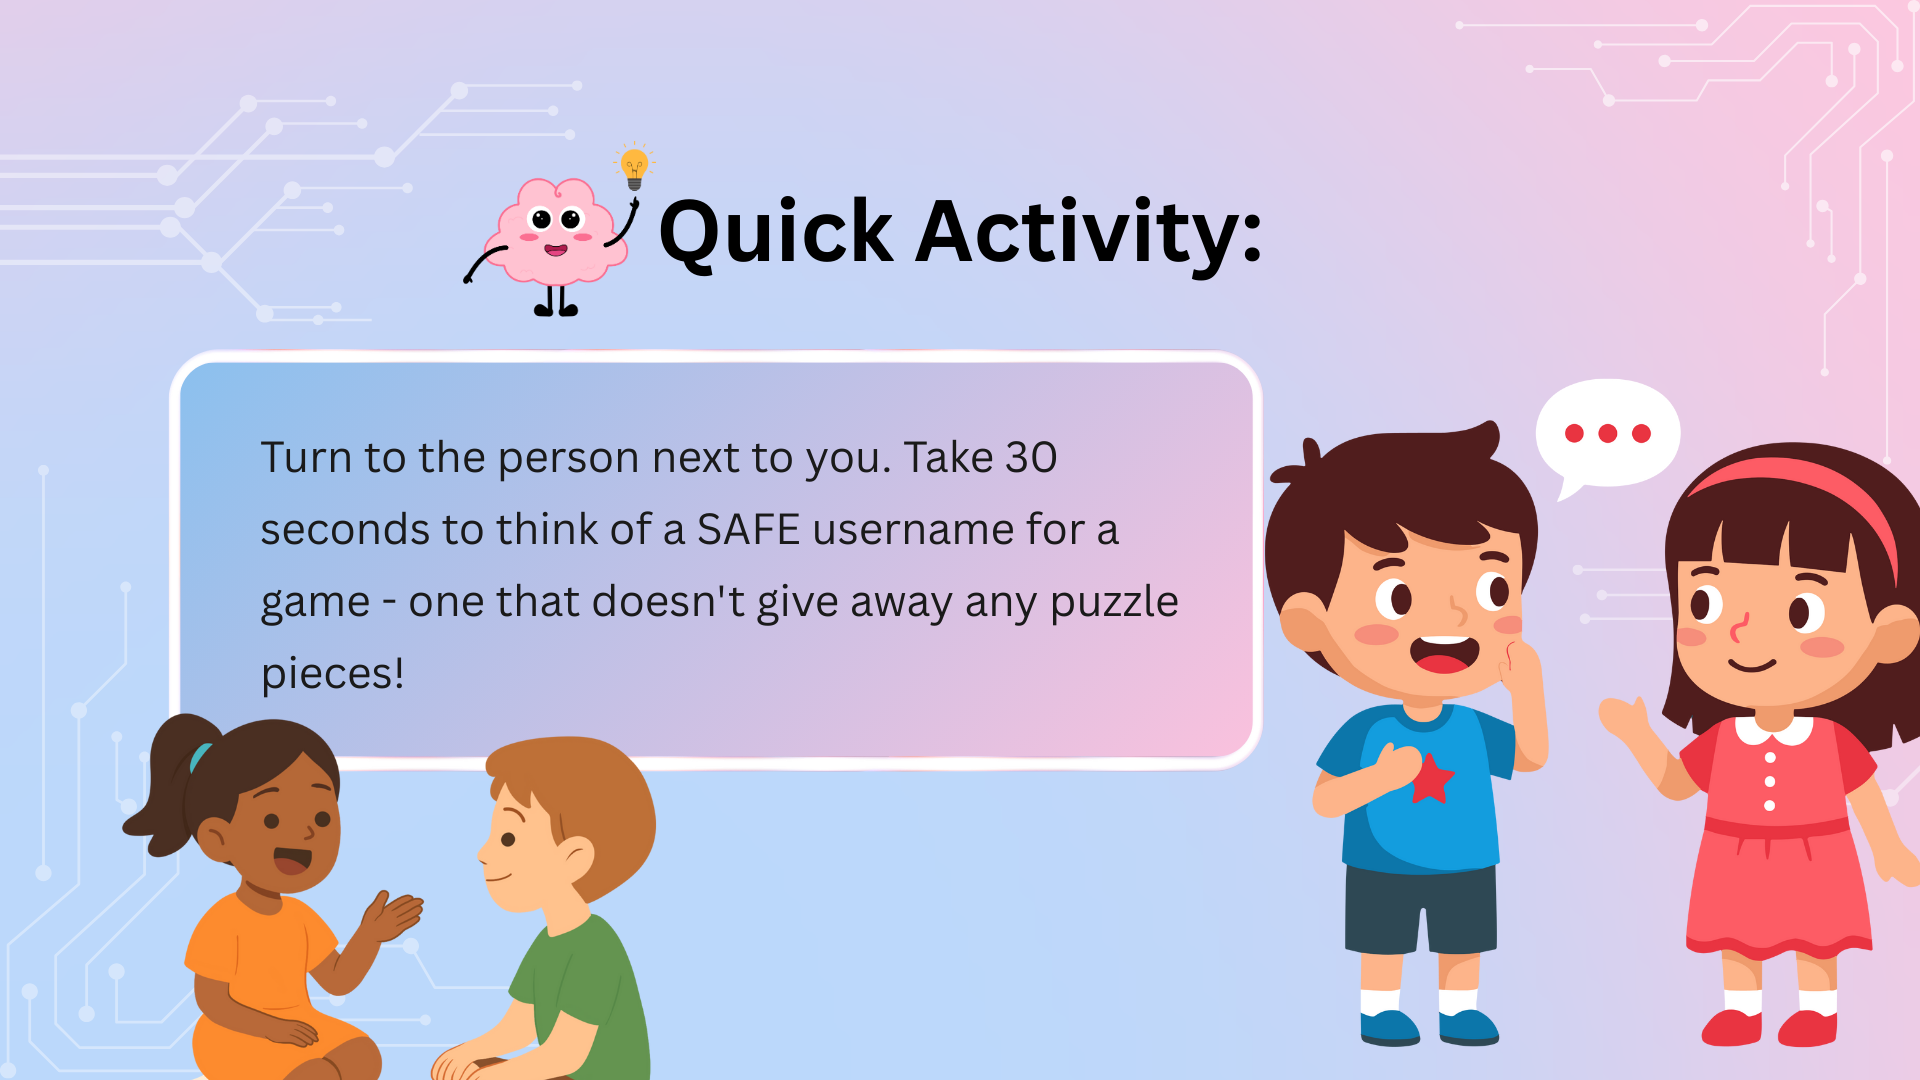 Quick Activity:
Turn to the person next to you. Take 30
seconds to think of a SAFE username for a
game - one that doesn't give away any puzzle
pieces!